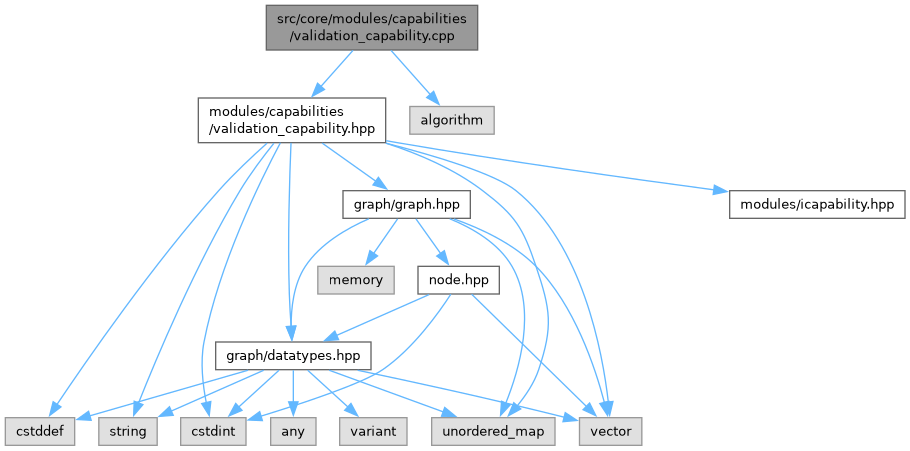 src/core/modules/capabilities
/validation_capability.cpp
modules/capabilities
/validation_capability.hpp
algorithm
graph/graph.hpp
modules/icapability.hpp
memory
node.hpp
graph/datatypes.hpp
cstddef
string
cstdint
any
variant
unordered_map
vector